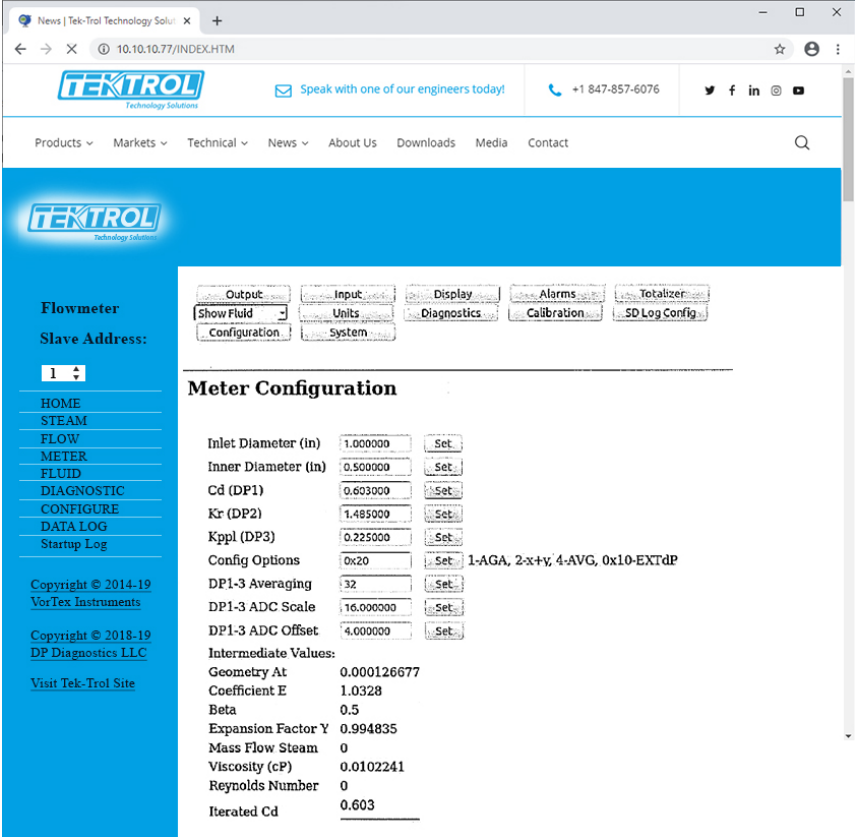 News | Tek-Trol Technology Solut
10.10.10.77/INDEX.HTM
TEKTROL
Technology Solutions
Speak with one of our engineers today!
+1 847-857-6076
Products
Markets
Technical
News
About Us
Downloads
Media
Contact
TEKTROL
Technology Solutions
Flowmeter
Slave Address:
1
HOME
STEAM
FLOW
METER
FLUID
DIAGNOSTIC
CONFIGURE
DATA LOG
Startup Log
Copyright © 2014-19
VorTex Instruments
Copyright © 2018-19
DP Diagnostics LLC
Visit Tek-Trol Site
Output Input Display Alarms Totalizer
Show Fluid Units Diagnostics Calibration SD Log Config
Configuration System
Meter Configuration
Inlet Diameter (in) 1.000000 Set
Inner Diameter (in) 0.500000 Set
Cd (DP1) 0.603000 Set
Kr (DP2) 1.485000 Set
Kppl (DP3) 0.225000 Set
Config Options 0x20 Set 1-AGA, 2-x+y, 4-AVG, 0x10-EXTdP
DP1-3 Averaging 32 Set
DP1-3 ADC Scale 16.000000 Set
DP1-3 ADC Offset 4.000000 Set
Intermediate Values:
Geometry At 0.000126677
Coefficient E 1.0328
Beta 0.5
Expansion Factor Y 0.994835
Mass Flow Steam 0
Viscosity (cP) 0.0102241
Reynolds Number 0
Iterated Cd 0.603